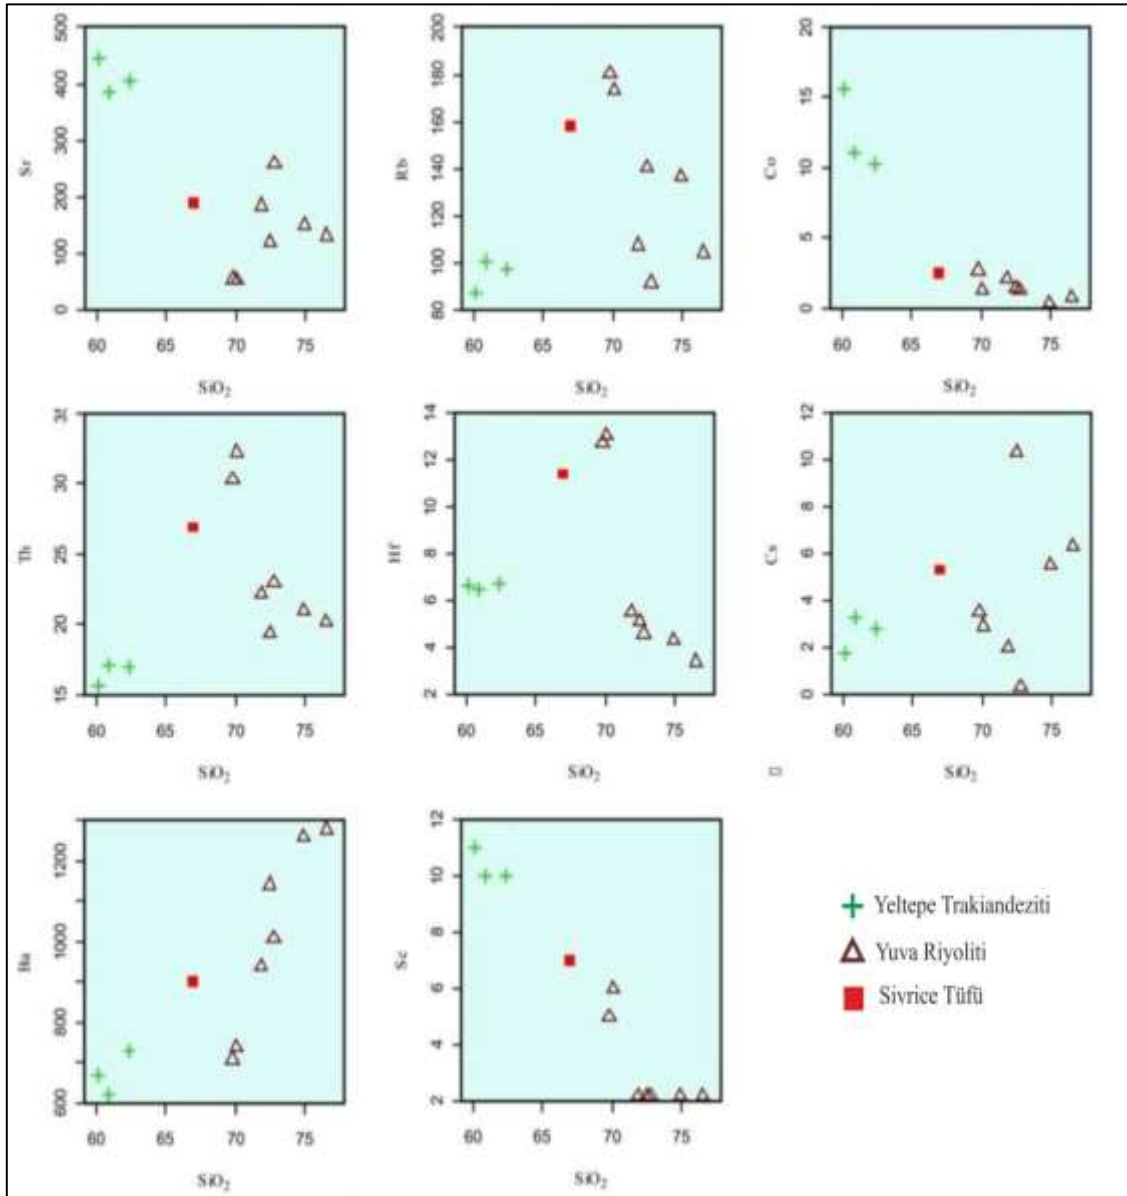 500
400
300
200
100
0
Sr
60 65 70 75
SiO₂
200
180
160
140
120
100
80
Rb
60 65 70 75
SiO₂
20
15
10
5
0
Co
60 65 70 75
SiO₂
35
30
25
20
15
Th
60 65 70 75
SiO₂
14
12
10
8
6
4
2
Hf
60 65 70 75
SiO₂
12
10
8
6
4
2
0
Cs
60 65 70 75
SiO₂
1200
1000
800
600
Ba
60 65 70 75
SiO₂
12
10
8
6
4
2
Sc
60 65 70 75
SiO₂
Yeltepe Trakiandeziti
Yuva Riyoliti
Sivrice Tüfü